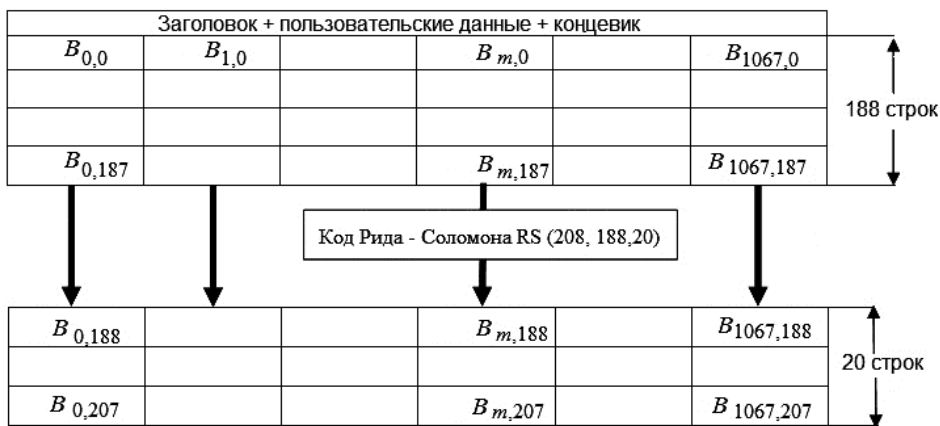 Заголовок + пользовательские данные + концевик
B0,0 B1,0 Bm,0 B1067,0
188 строк
B0,187 Bm,187 B1067,187
Код Рида - Соломона RS (208, 188,20)
B0,188 Bm,188 B1067,188
20 строк
B0,207 Bm,207 B1067,207